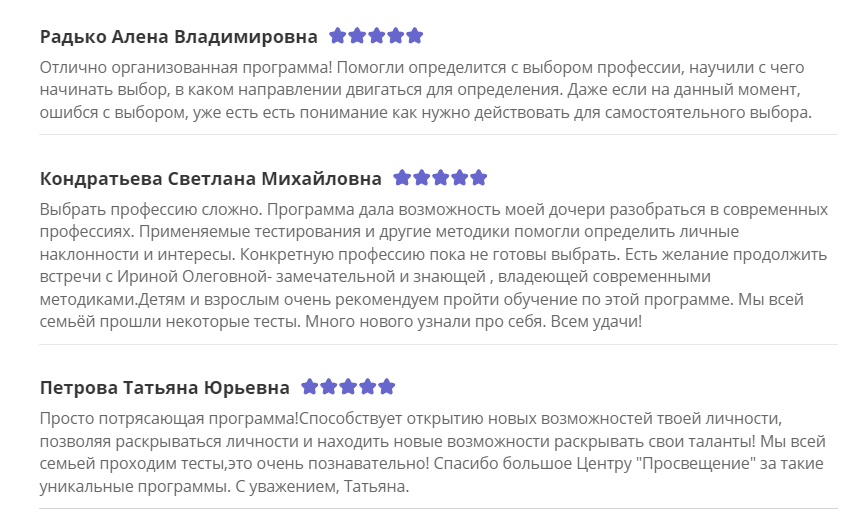 Радько Алена Владимировна
Отлично организованная программа! Помогли определится с выбором профессии, научили с чего
начинать выбор, в каком направлении двигаться для определения. Даже если на данный момент,
ошибся с выбором, уже есть есть понимание как нужно действовать для самостоятельного выбора.
Кондратьева Светлана Михайловна
Выбрать профессию сложно. Программа дала возможность моей дочери разобраться в современных
профессиях. Применяемые тестирования и другие методики помогли определить личные
наклонности и интересы. Конкретную профессию пока не готовы выбрать. Есть желание продолжить
встречи с Ириной Олеговной- замечательной и знающей , владеющей современными
методиками.Детям и взрослым очень рекомендуем пройти обучение по этой программе. Мы всей
семьёй прошли некоторые тесты. Много нового узнали про себя. Всем удачи!
Петрова Татьяна Юрьевна
Просто потрясающая программа!Способствует открытию новых возможностей твоей личности,
позволяя раскрываться личности и находить новые возможности раскрывать свои таланты! Мы всей
семьей проходим тесты,это очень познавательно! Спасибо большое Центру "Просвещение" за такие
уникальные программы. С уважением, Татьяна.